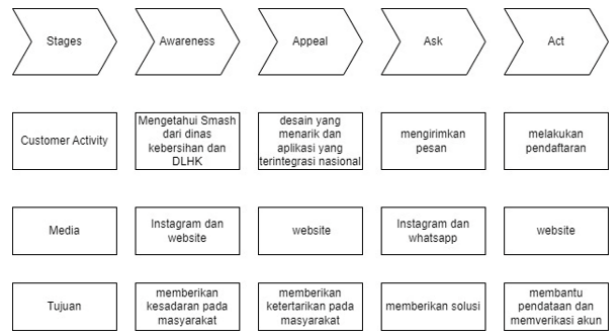 Stages
Awareness
Appeal
Ask
Act
Customer Activity
Mengetahui Smash
dari dinas
kebersihan dan
DLHK
desain yang
menarik dan
aplikasi yang
terintegrasi nasional
mengirimkan
pesan
melakukan
pendaftaran
Media
Instagram dan
website
website
Instagram dan
whatsapp
website
Tujuan
memberikan
kesadaran pada
masyarakat
memberikan
ketertarikan pada
masyarakat
memberikan solusi
membantu
pendataan dan
memverikasi akun